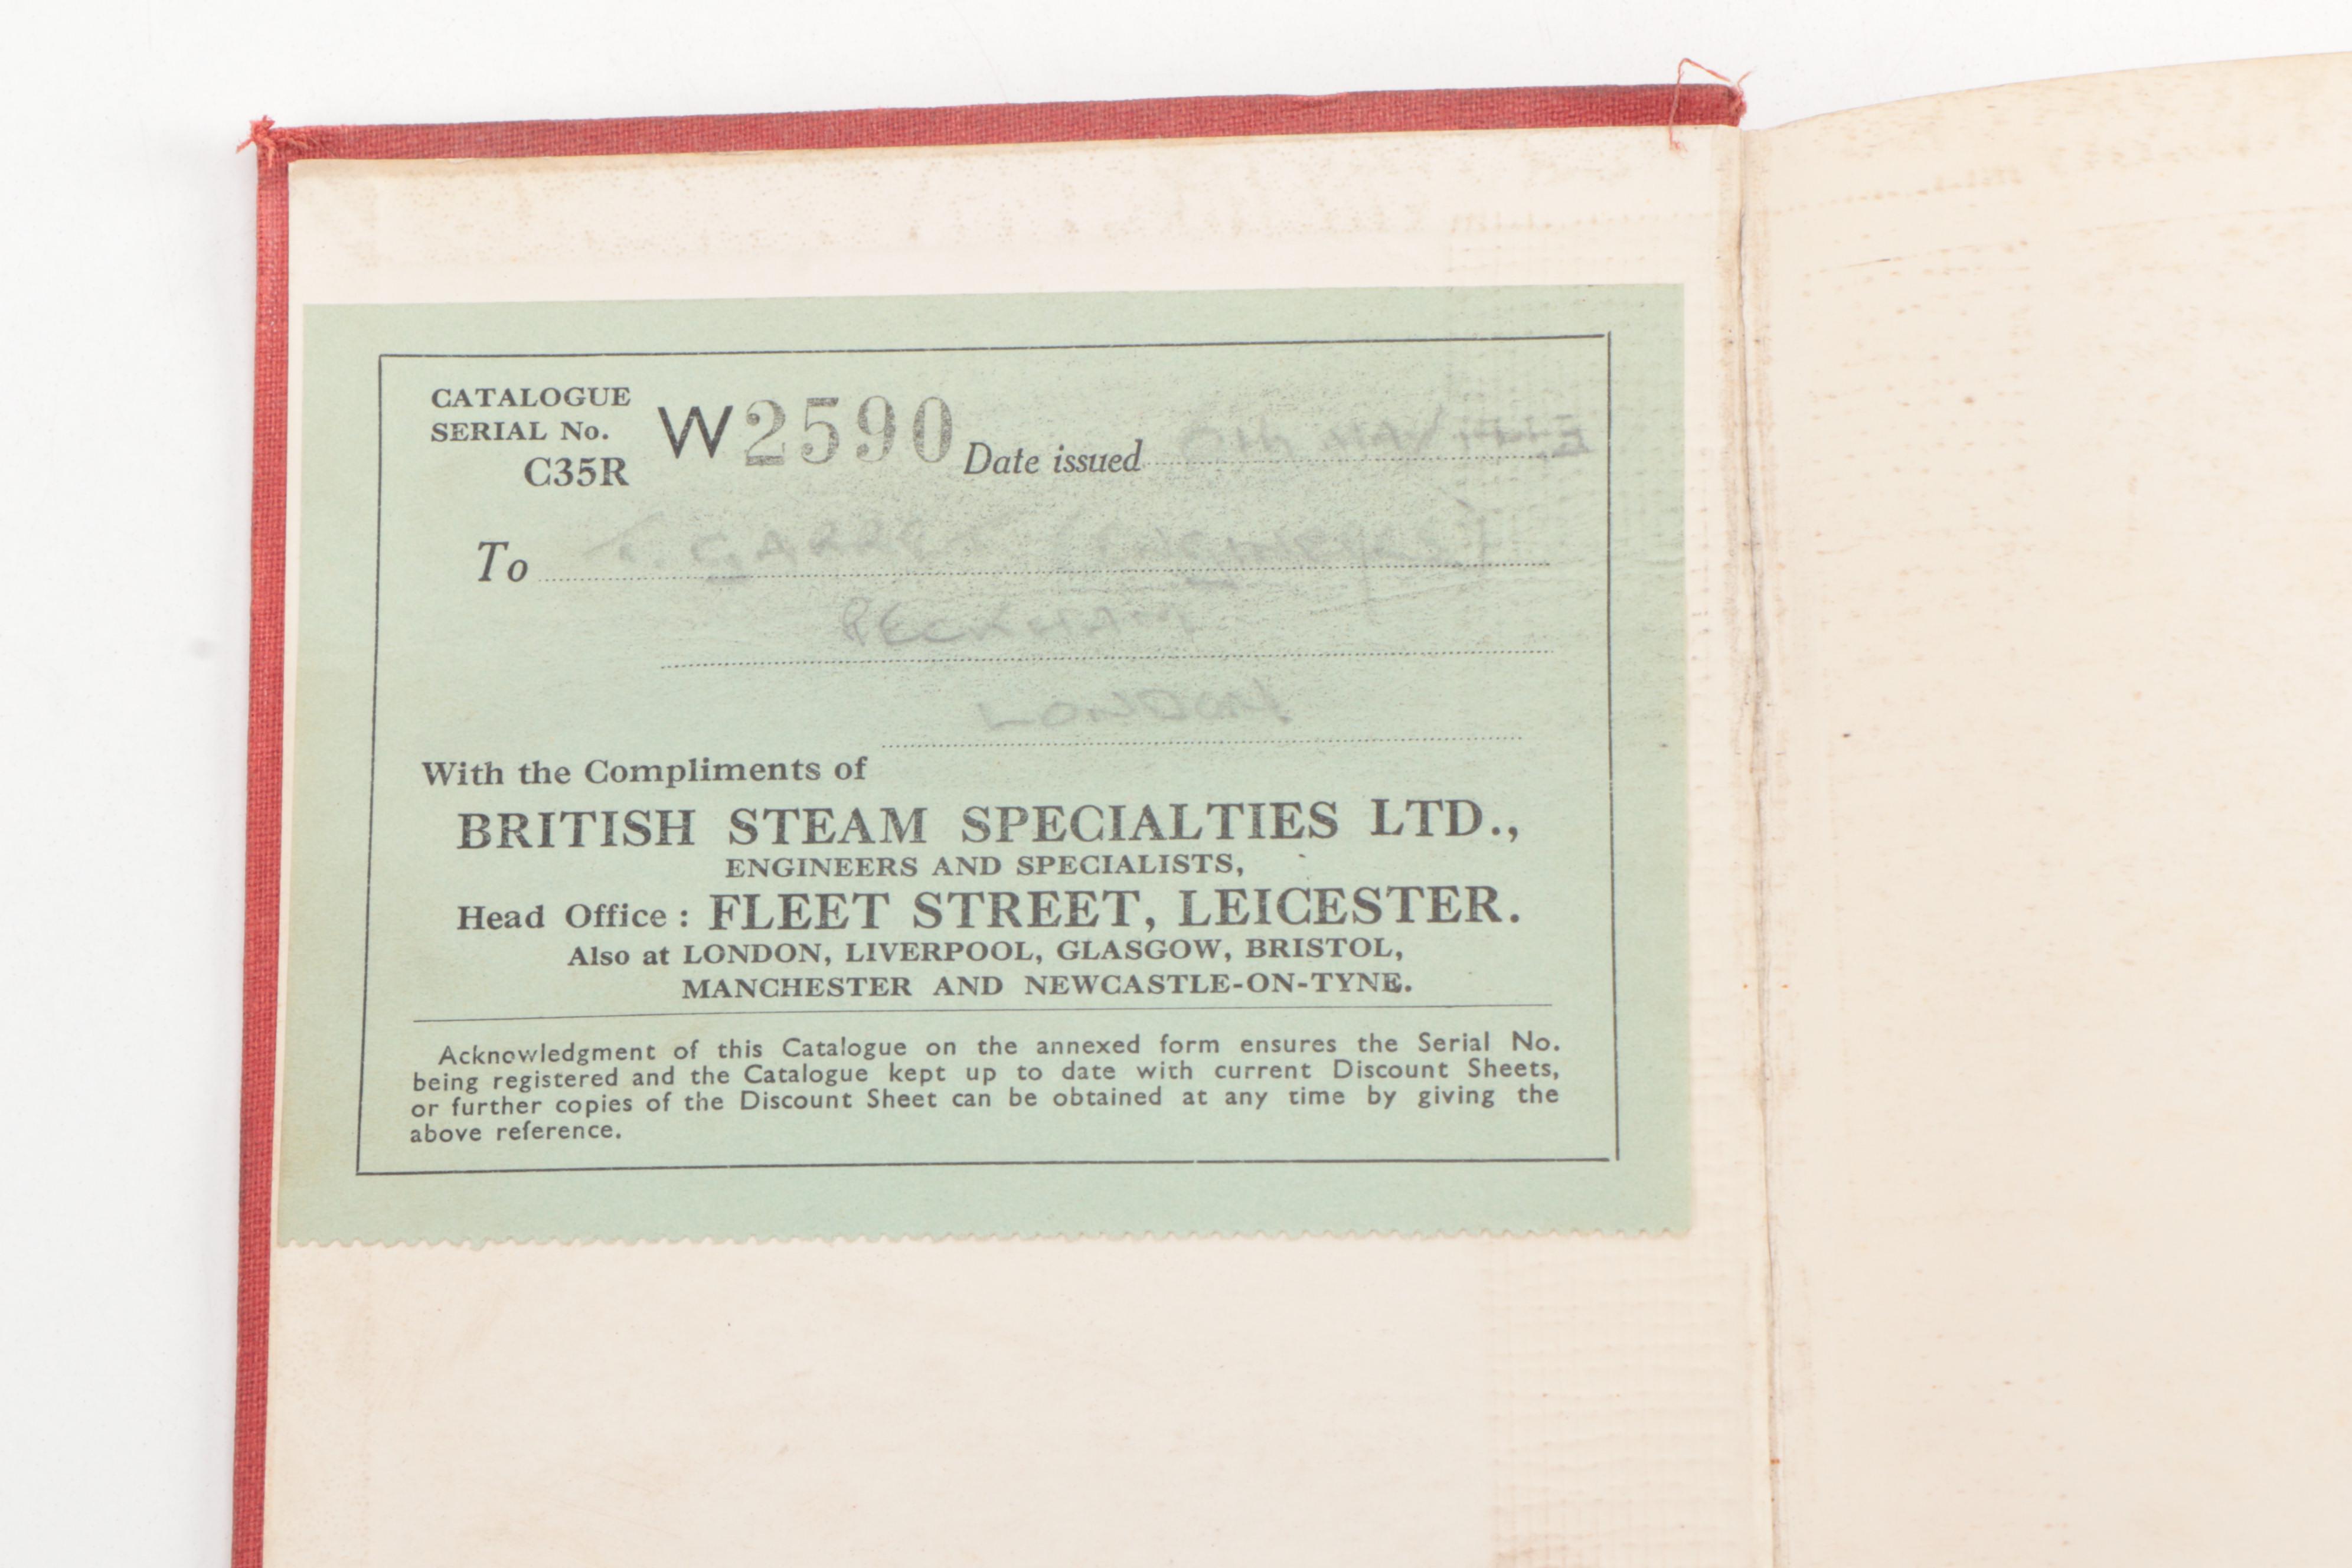 CATALOGUE
SERIAL No.
C35R
W2590
Date issued
To T. GARRET (ENGINEERS)
PECKHAM
LONDON.
With the Compliments of
BRITISH STEAM SPECIALTIES LTD.,
ENGINEERS AND SPECIALISTS,
Head Office : FLEET STREET, LEICESTER.
Also at LONDON, LIVERPOOL, GLASGOW, BRISTOL,
MANCHESTER AND NEWCASTLE-ON-TYNE.
Acknowledgment of this Catalogue on the annexed form ensures the Serial No.
being registered and the Catalogue kept up to date with current Discount Sheets,
or further copies of the Discount Sheet can be obtained at any time by giving the
above reference.